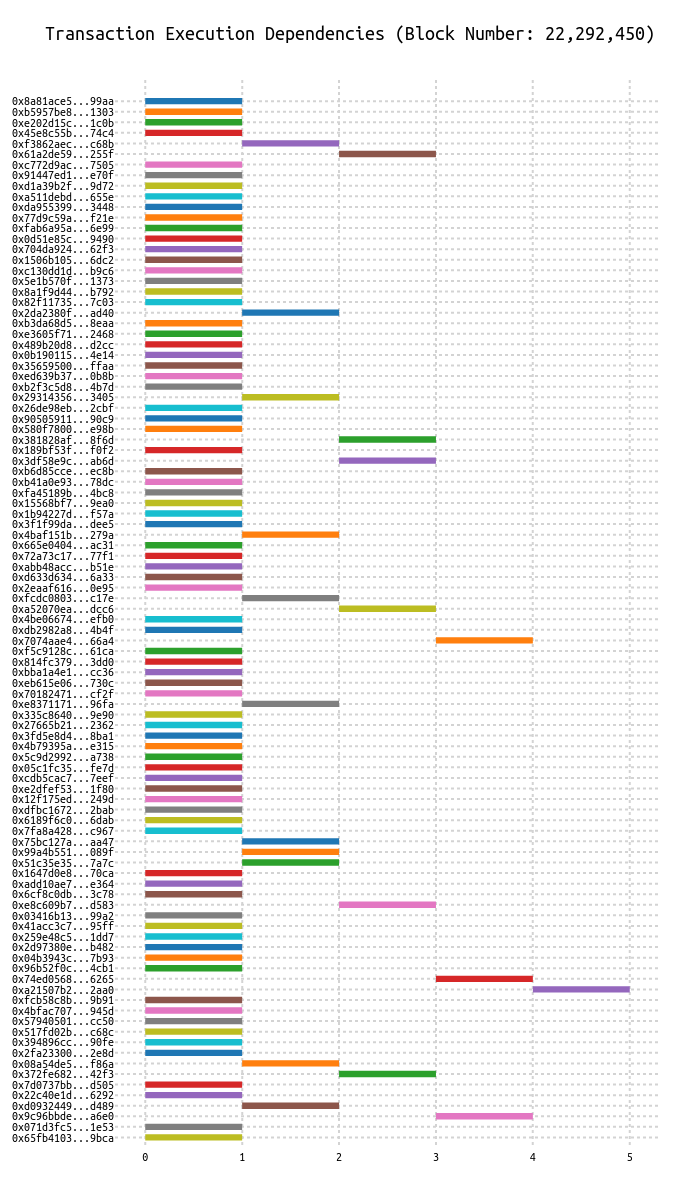 Transaction Execution Dependencies (Block Number: 22,292,450)
0x8a81ace5...99aa
0xb5957be8...1303
0xe202d15c...1c0b
0x45e8c55b...74c4
0xf3862aec...c68b
0x61a2de59...255f
0xc772d9ac...7505
0x91447ed1...e70f
0xd1a39b2f...9d72
0xa511debd...655e
0xda955399...3448
0x77d9c59a...f21e
0xfab6a95a...6e99
0x0d51e85c...9490
0x704da924...62f3
0x1506b105...6dc2
0xc130dd1d...b9c6
0x5e1b570f...1373
0x8a1f9d44...b792
0x82f11735...7c03
0x2da2380f...ad40
0xb3da68d5...8eaa
0xe3605f71...2468
0x489b20d8...d2cc
0x0b190115...4e14
0x35659500...ffaa
0xed639b37...0b8b
0xb2f3c5d8...4b7d
0x29314356...3405
0x26de98eb...2cbf
0x90505911...90c9
0x580f7800...e98b
0x381828af...8f6d
0x189bf53f...f0f2
0x3df58e9c...ab6d
0xb6d85cce...ec8b
0xb41a0e93...78dc
0xfa45189b...4bc8
0x15568bf7...9ea0
0x1b94227d...f57a
0x3f1f99da...dee5
0x4baf151b...279a
0x665e0404...ac31
0x72a73c17...77f1
0xabb48acc...b51e
0xd633d634...6a33
0x2eaaf616...0e95
0xfcdc0803...c17e
0xa52070ea...dcc6
0x4be06674...efb0
0xdb2982a8...4b4f
0x7074aae4...66a4
0xf5c9128c...61ca
0x814fc379...3dd0
0xbba1a4e1...cc36
0xeb615e06...730c
0x70182471...cf2f
0xe8371171...96fa
0x335c8640...9e90
0x27665b21...2362
0x3fd5e8d4...8ba1
0x4b79395a...e315
0x5c9d2992...a738
0x05c1fc35...fe7d
0xcdb5cac7...7eef
0xe2dfef53...1f80
0x12f175ed...249d
0xdfbc1672...2bab
0x6189f6c0...6dab
0x7fa8a428...c967
0x75bc127a...aa47
0x99a4b551...089f
0x51c35e35...7a7c
0x1647d0e8...70ca
0xadd10ae7...e364
0x6cf8c0db...3c78
0xe8c609b7...d583
0x03416b13...99a2
0x41acc3c7...95ff
0x259e48c5...1dd7
0x2d97380e...b482
0x04b3943c...7b93
0x96b52f0c...4cb1
0x74ed0568...6265
0xa21507b2...2aa0
0xfcb58c8b...9b91
0x4bfac707...945d
0x57940501...cc50
0x517fd02b...c68c
0x394896cc...90fe
0x2fa23300...2e8d
0x08a54de5...f86a
0x372fe682...42f3
0x7d0737bb...d505
0x22c40e1d...6292
0xd0932449...d489
0x9c96bbde...a6e0
0x071d3fc5...1e53
0x65fb4103...9bca
0 1 2 3 4 5